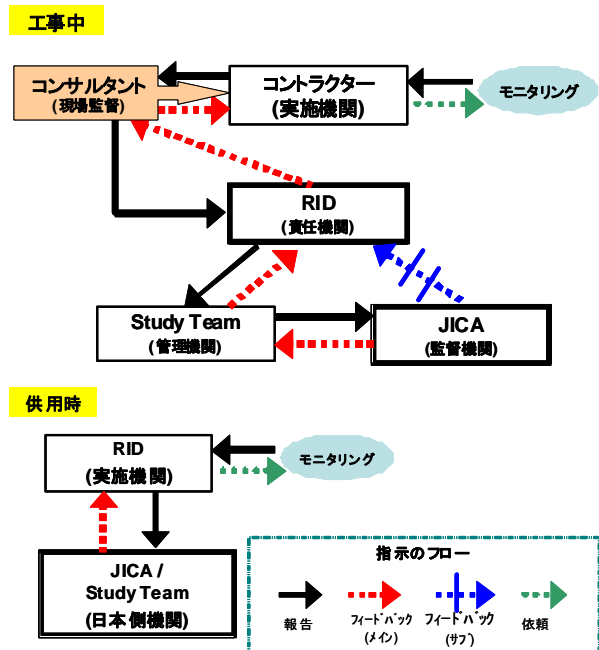 工事中
コンサルタント
(現場監督)
コントラクター
(実施機関)
モニタリング
RID
(責任機関)
Study Team
(管理機関)
JICA
(監督機関)
供用時
RID
(実施機関)
モニタリング
JICA /
Study Team
(日本側機関)
指示のフロー
報告
フィードバック
(メイン)
フィードバック
(サブ)
依頼